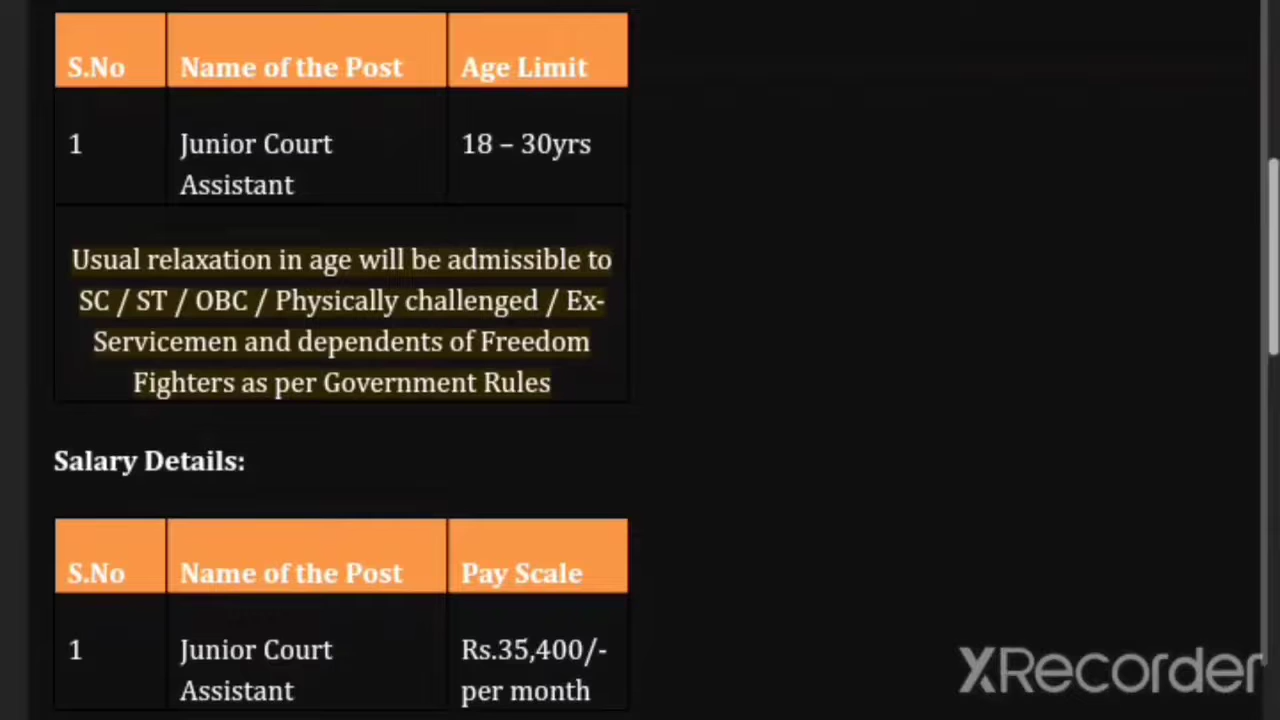 S.No Name of the Post Age Limit
1 Junior Court 18 – 30yrs
Assistant
Usual relaxation in age will be admissible to
SC / ST / OBC / Physically challenged / Ex-
Servicemen and dependents of Freedom
Fighters as per Government Rules
Salary Details:
S.No Name of the Post Pay Scale
1 Junior Court Rs.35,400/-
Assistant per month
XRecorder